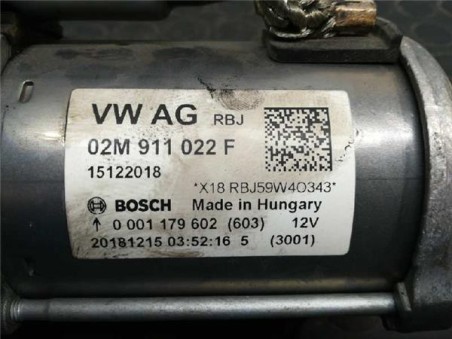 VW AG RBJ
02M 911 022 F
15122018
*X18 RBJ59W4O343*
BOSCH Made in Hungary
↑ 0 001 179 602 (603) 12V
20181215 03:52:16 5 (3001)